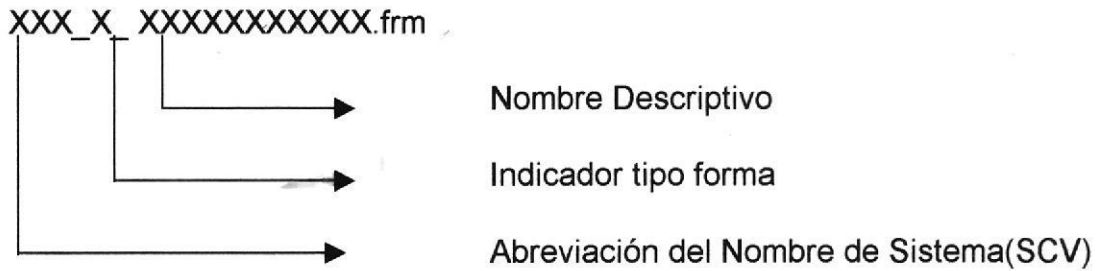 XXX_X_ XXXXXXXXXXX.frm
Nombre Descriptivo
Indicador tipo forma
Abreviación del Nombre de Sistema(SCV)